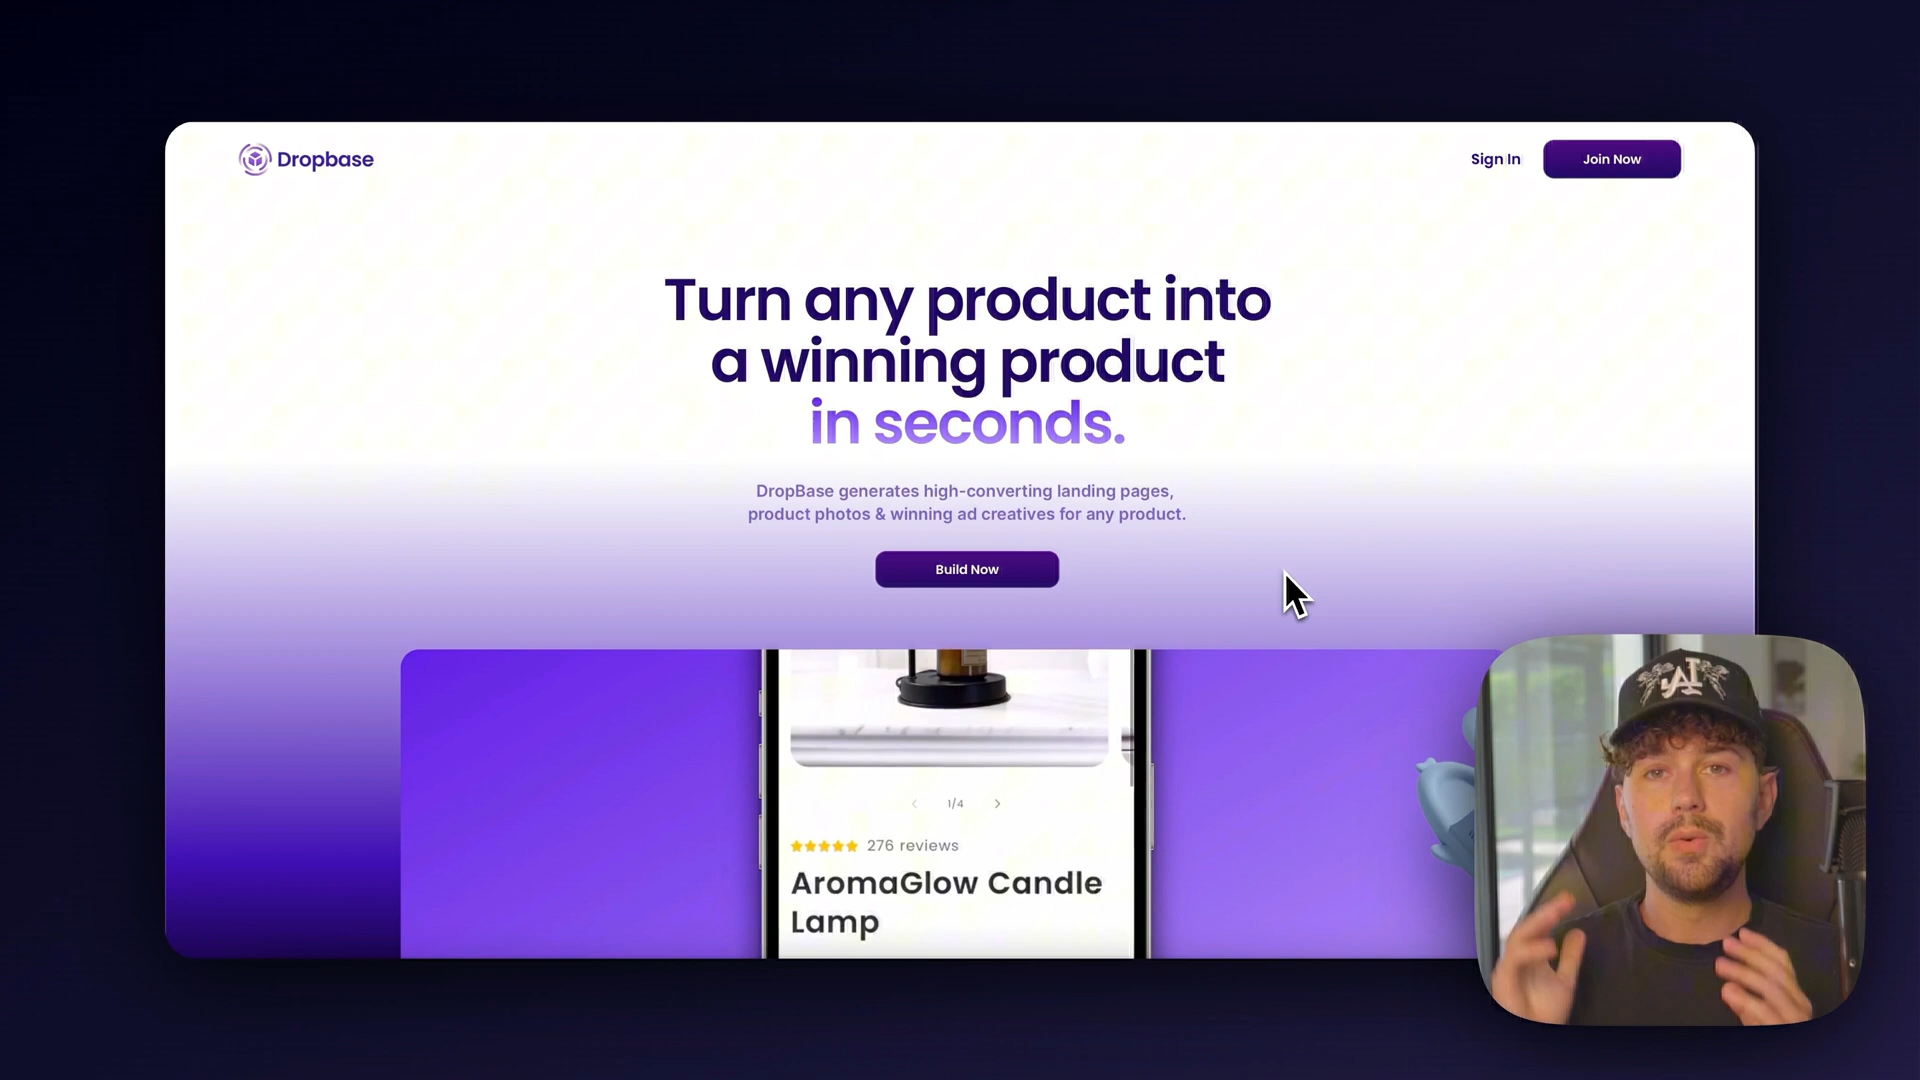 Dropbase
Sign In
Join Now
Turn any product into
a winning product
in seconds.
DropBase generates high-converting landing pages,
product photos & winning ad creatives for any product.
Build Now
1/4
276 reviews
AromaGlow Candle
Lamp
AI